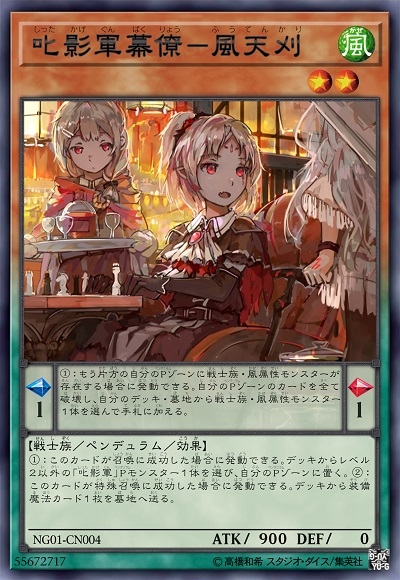 しった かげ ぐん ばく りょう ふうてんかり
叱影軍幕僚－風天刈
かぜ
風
①：もう片方の自分のPゾーンに戦士族・風属性モンスターが
存在する場合に発動できる。自分のPゾーンのカードを全て
破壊し、自分のデッキ・墓地から戦士族・風属性モンスター
1体を選んで手札に加える。
1
1
【戦士族／ペンデュラム／効果】
①：このカードが召喚に成功した場合に発動できる。デッキからレベル
2以外の「叱影軍」Pモンスター1体を選び、自分のPゾーンに置く。②：
このカードが特殊召喚に成功した場合に発動できる。デッキから装備
魔法カード1枚を墓地へ送る。
NG01-CN004
ATK/ 900 DEF/ 0
55672717
©高橋和希 スタジオ・ダイス/集英社